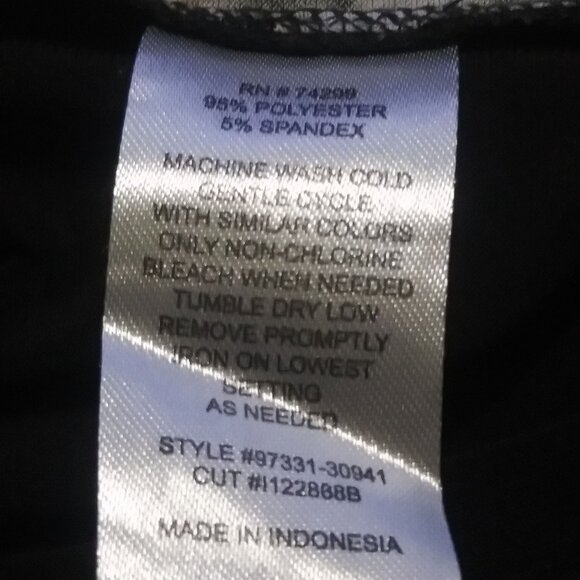 RN # 74299
95% POLYESTER
5% SPANDEX
MACHINE WASH COLD
GENTLE CYCLE
WITH SIMILAR COLORS
ONLY NON-CHLORINE
BLEACH WHEN NEEDED
TUMBLE DRY LOW
REMOVE PROMPTLY
IRON ON LOWEST
SETTING
AS NEEDED
STYLE #97331-30941
CUT #I122868B
MADE IN INDONESIA